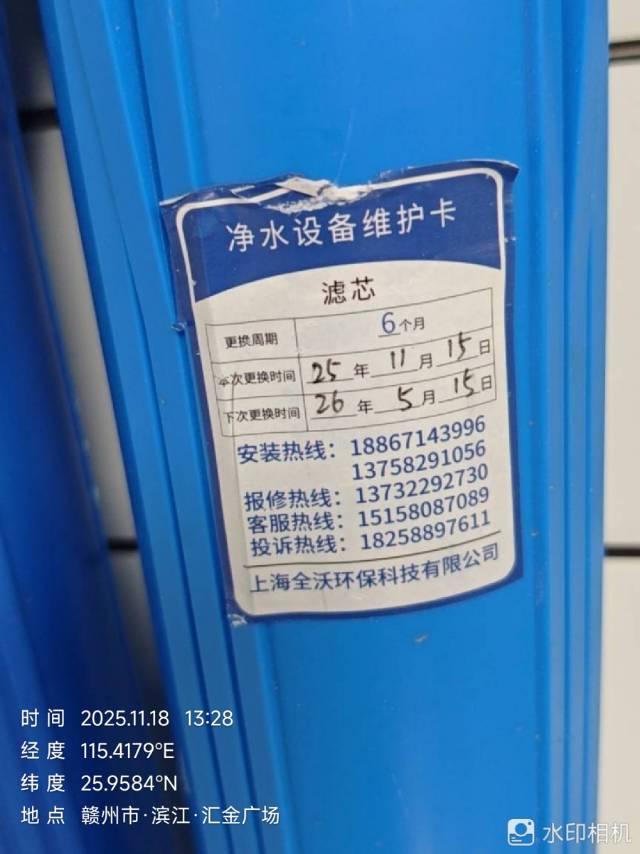 净水设备维护卡
滤芯
更换周期 6个月
本次更换时间 25年11月15日
下次更换时间 26年5月15日
安装热线：18867143996
13758291056
报修热线：13732292730
客服热线：15158087089
投诉热线：18258897611
上海全沃环保科技有限公司
时间 2025.11.18 13:28
经度 115.4179°E
纬度 25.9584°N
地点 赣州市·滨江·汇金广场
水印相机